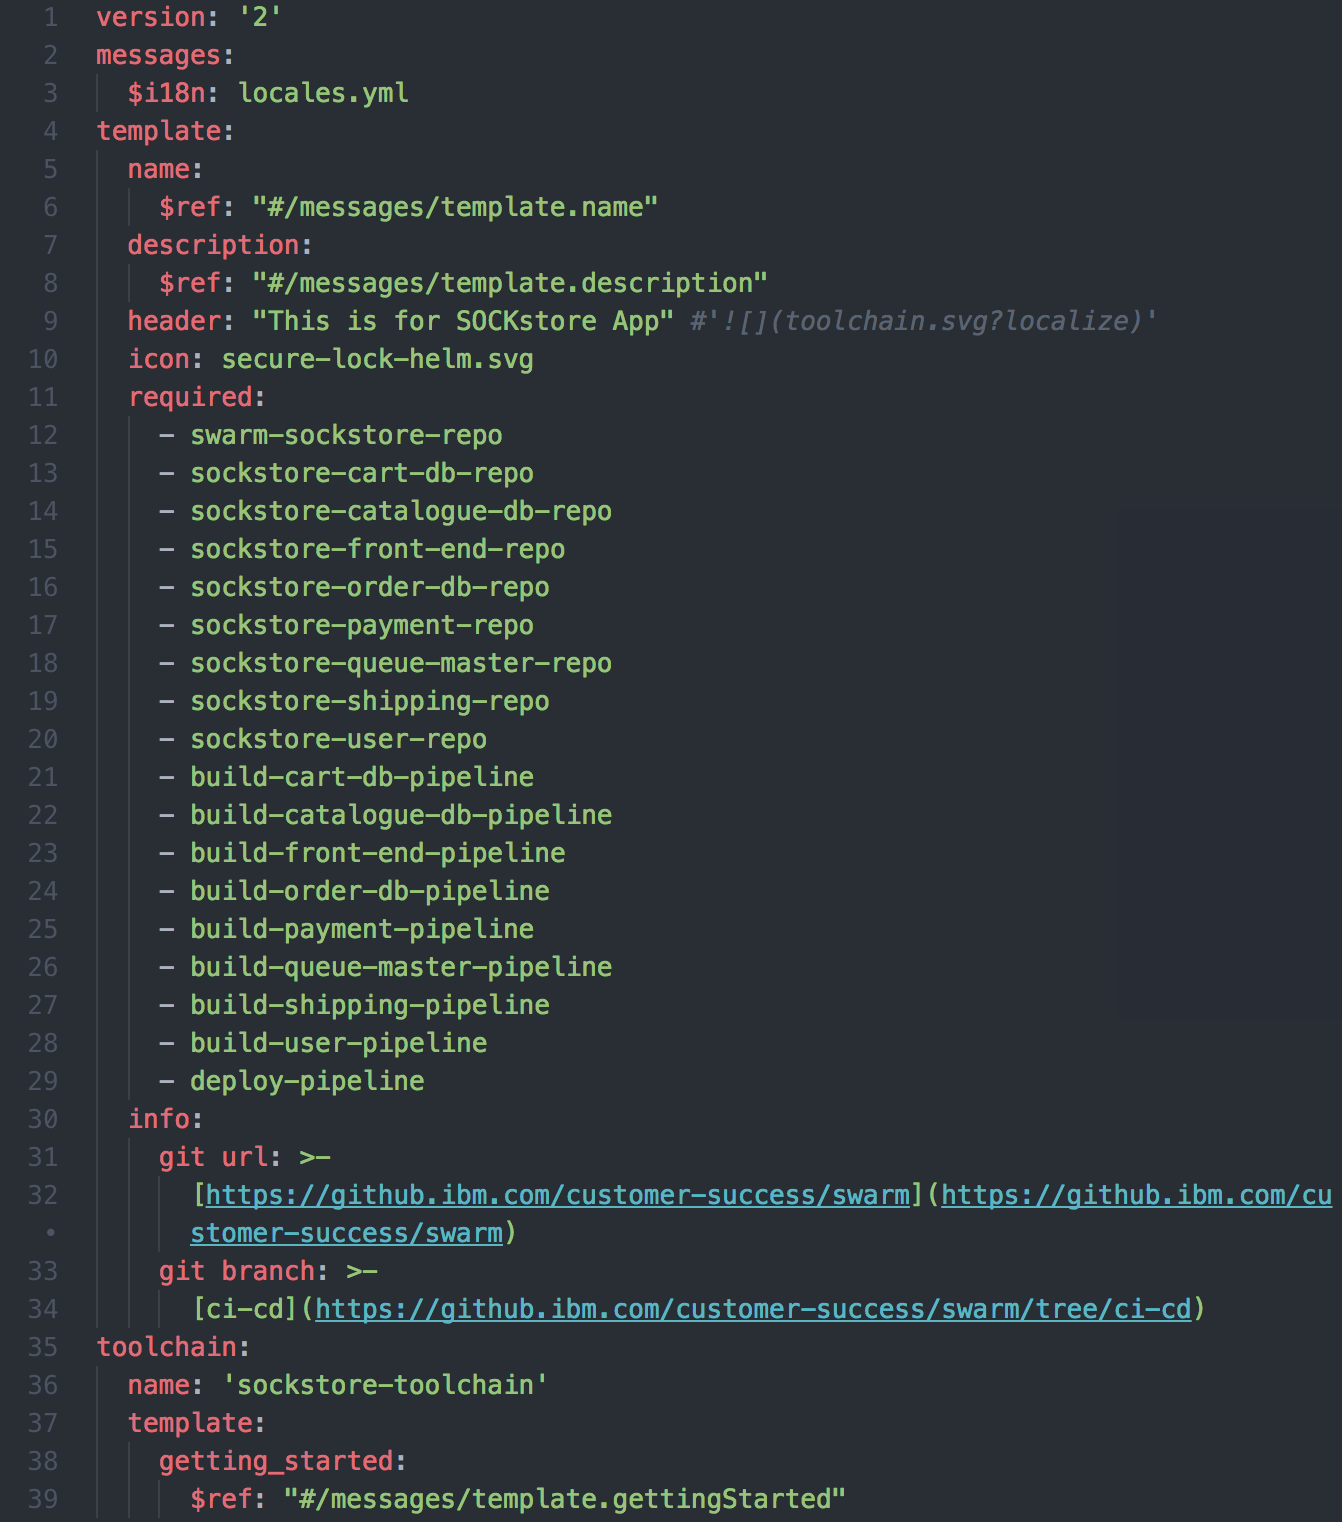 1 version: '2'
2 messages:
3   $i18n: locales.yml
4 template:
5   name:
6     $ref: "#/messages/template.name"
7   description:
8     $ref: "#/messages/template.description"
9   header: "This is for SOCKstore App" #'![](toolchain.svg?localize)'
10   icon: secure-lock-helm.svg
11   required:
12     - swarm-sockstore-repo
13     - sockstore-cart-db-repo
14     - sockstore-catalogue-db-repo
15     - sockstore-front-end-repo
16     - sockstore-order-db-repo
17     - sockstore-payment-repo
18     - sockstore-queue-master-repo
19     - sockstore-shipping-repo
20     - sockstore-user-repo
21     - build-cart-db-pipeline
22     - build-catalogue-db-pipeline
23     - build-front-end-pipeline
24     - build-order-db-pipeline
25     - build-payment-pipeline
26     - build-queue-master-pipeline
27     - build-shipping-pipeline
28     - build-user-pipeline
29     - deploy-pipeline
30   info:
31     git url: >-
32       [https://github.ibm.com/customer-success/swarm](https://github.ibm.com/cu
•       stomer-success/swarm)
33     git branch: >-
34       [ci-cd](https://github.ibm.com/customer-success/swarm/tree/ci-cd)
35 toolchain:
36   name: 'sockstore-toolchain'
37   template:
38     getting_started:
39       $ref: "#/messages/template.gettingStarted"